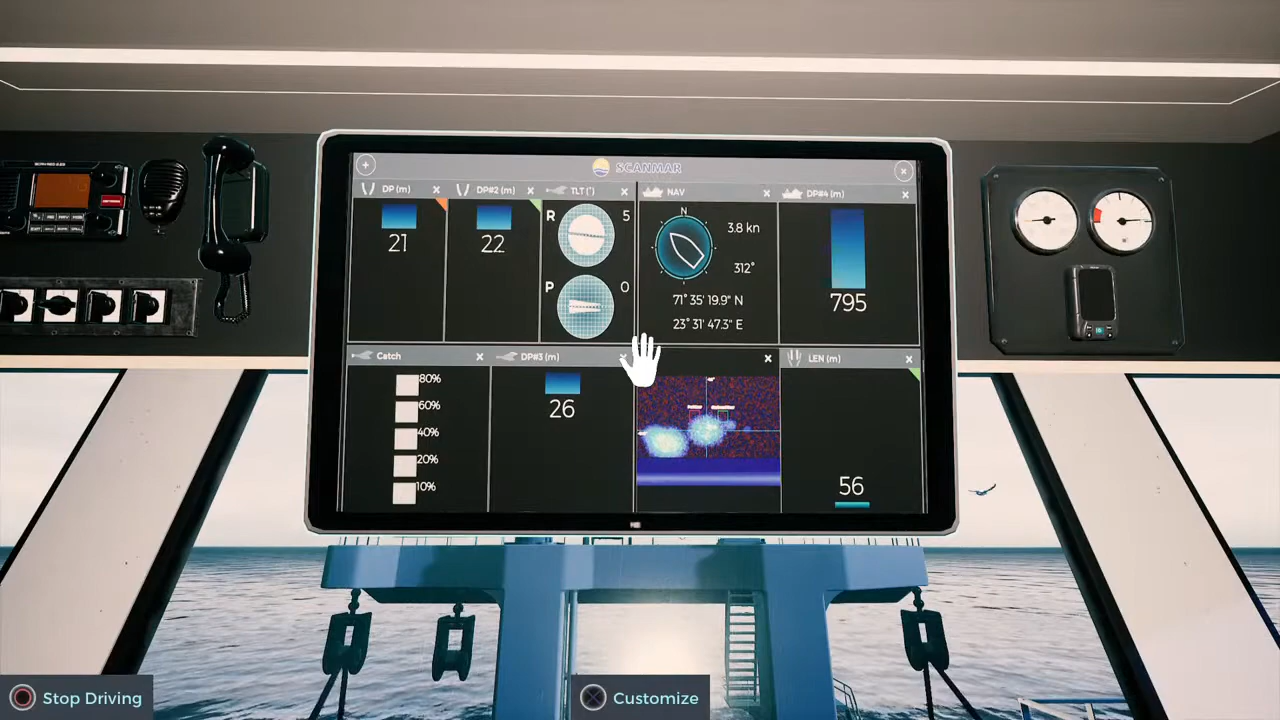 SCANMAR
DP (m)
DP#2 (m)
TLT(°)
NAV
DP#4 (m)
21
22
R 5
P 0
N
3.8 kn
312°
71° 35' 19.9" N
23° 31' 47.3" E
795
Catch
DP#3 (m)
LEN (m)
80%
60%
40%
20%
10%
26
56
Stop Driving
Customize